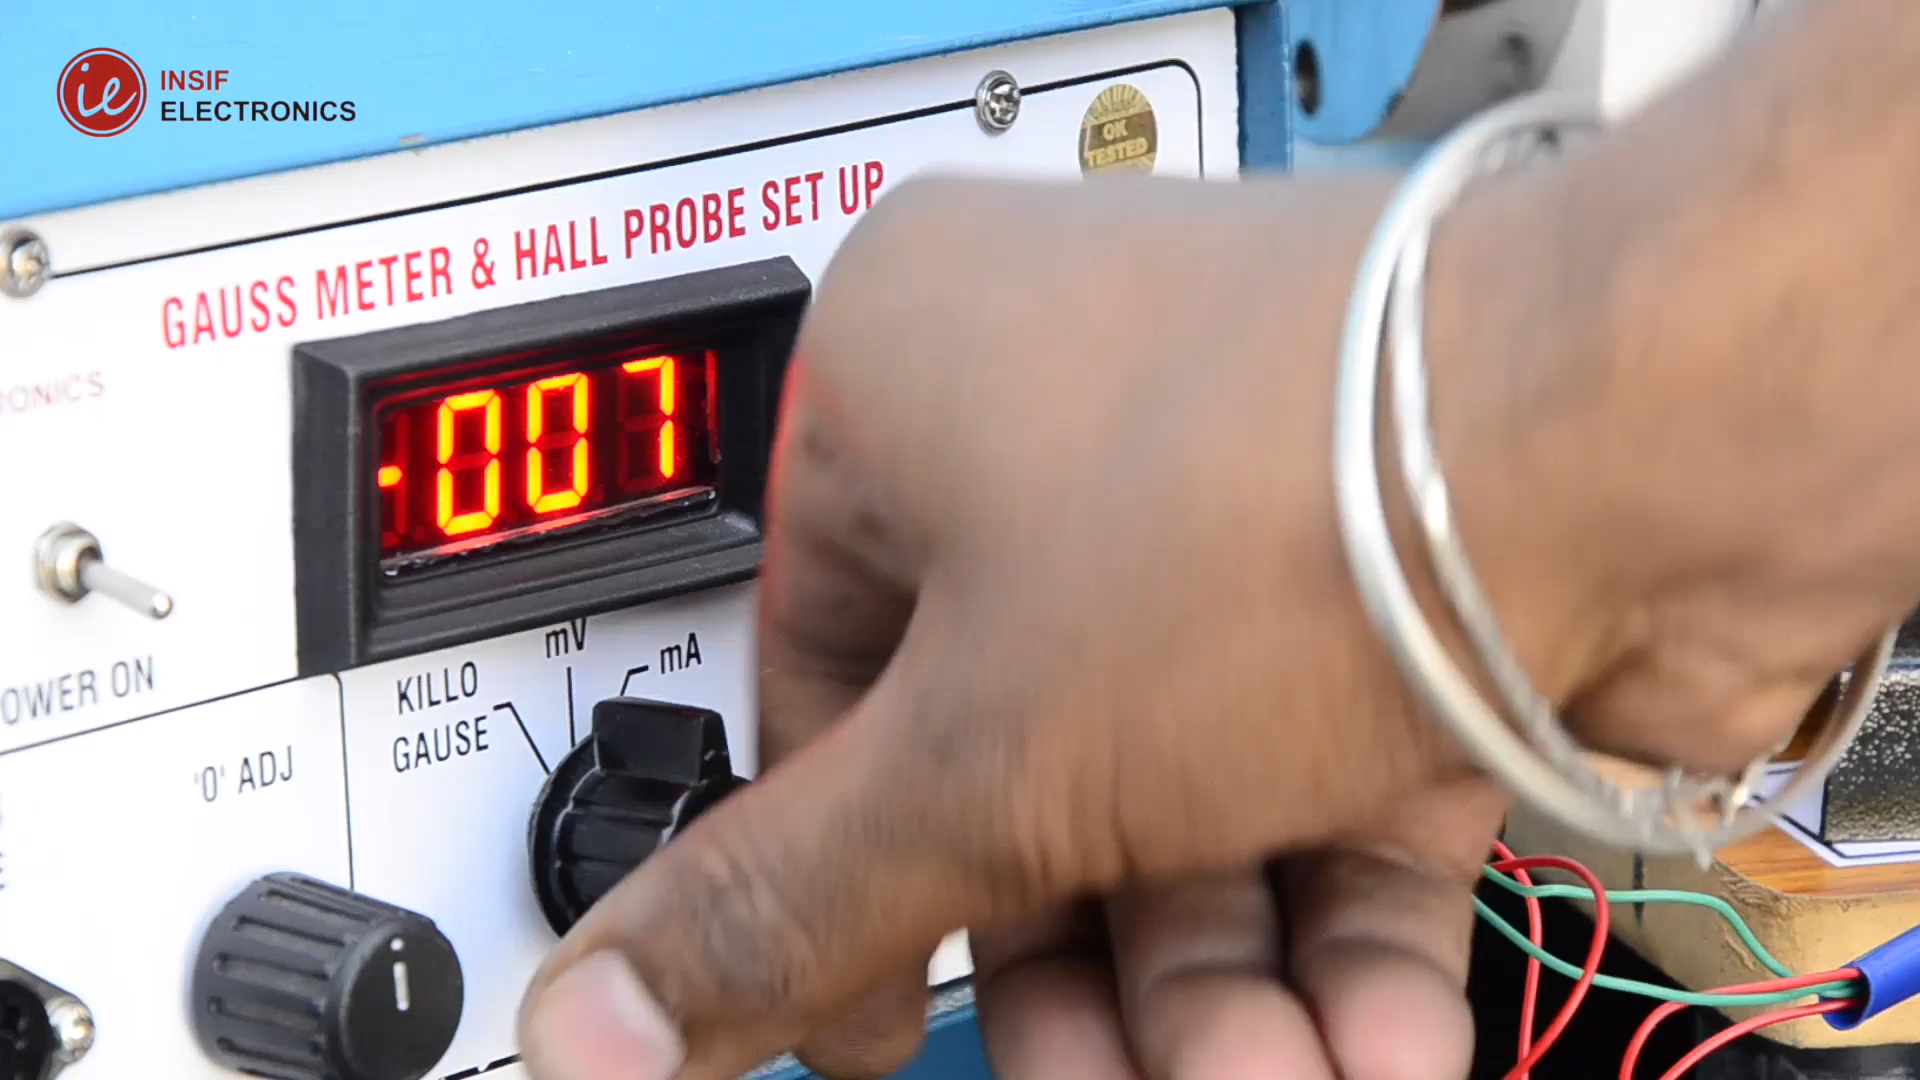 INSIF
ELECTRONICS
OK
TESTED
GAUSS METER & HALL PROBE SET UP
RONICS
-007
mV
mA
KILLO
GAUSE
OWER ON
'0' ADJ